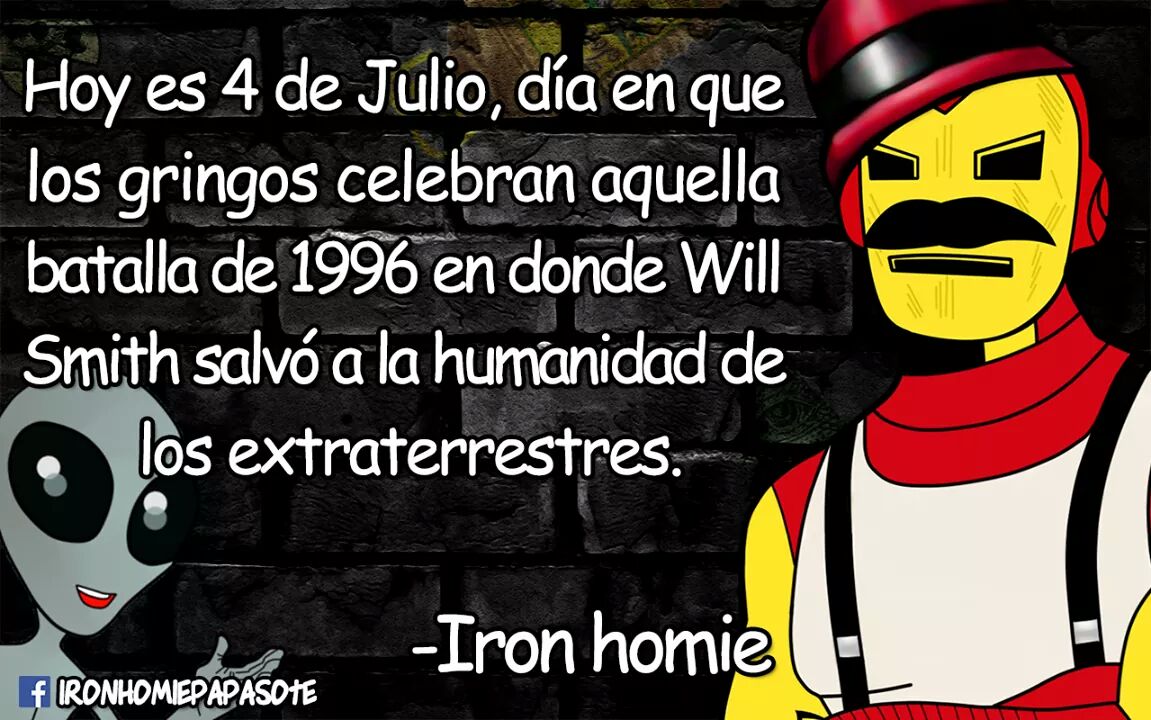 Hoy es 4 de Julio, día en que
los gringos celebran aquella
batalla de 1996 en donde Will
Smith salvó a la humanidad de
los extraterrestres.
-Iron homie
f IRONHOMIEPAPASOTE